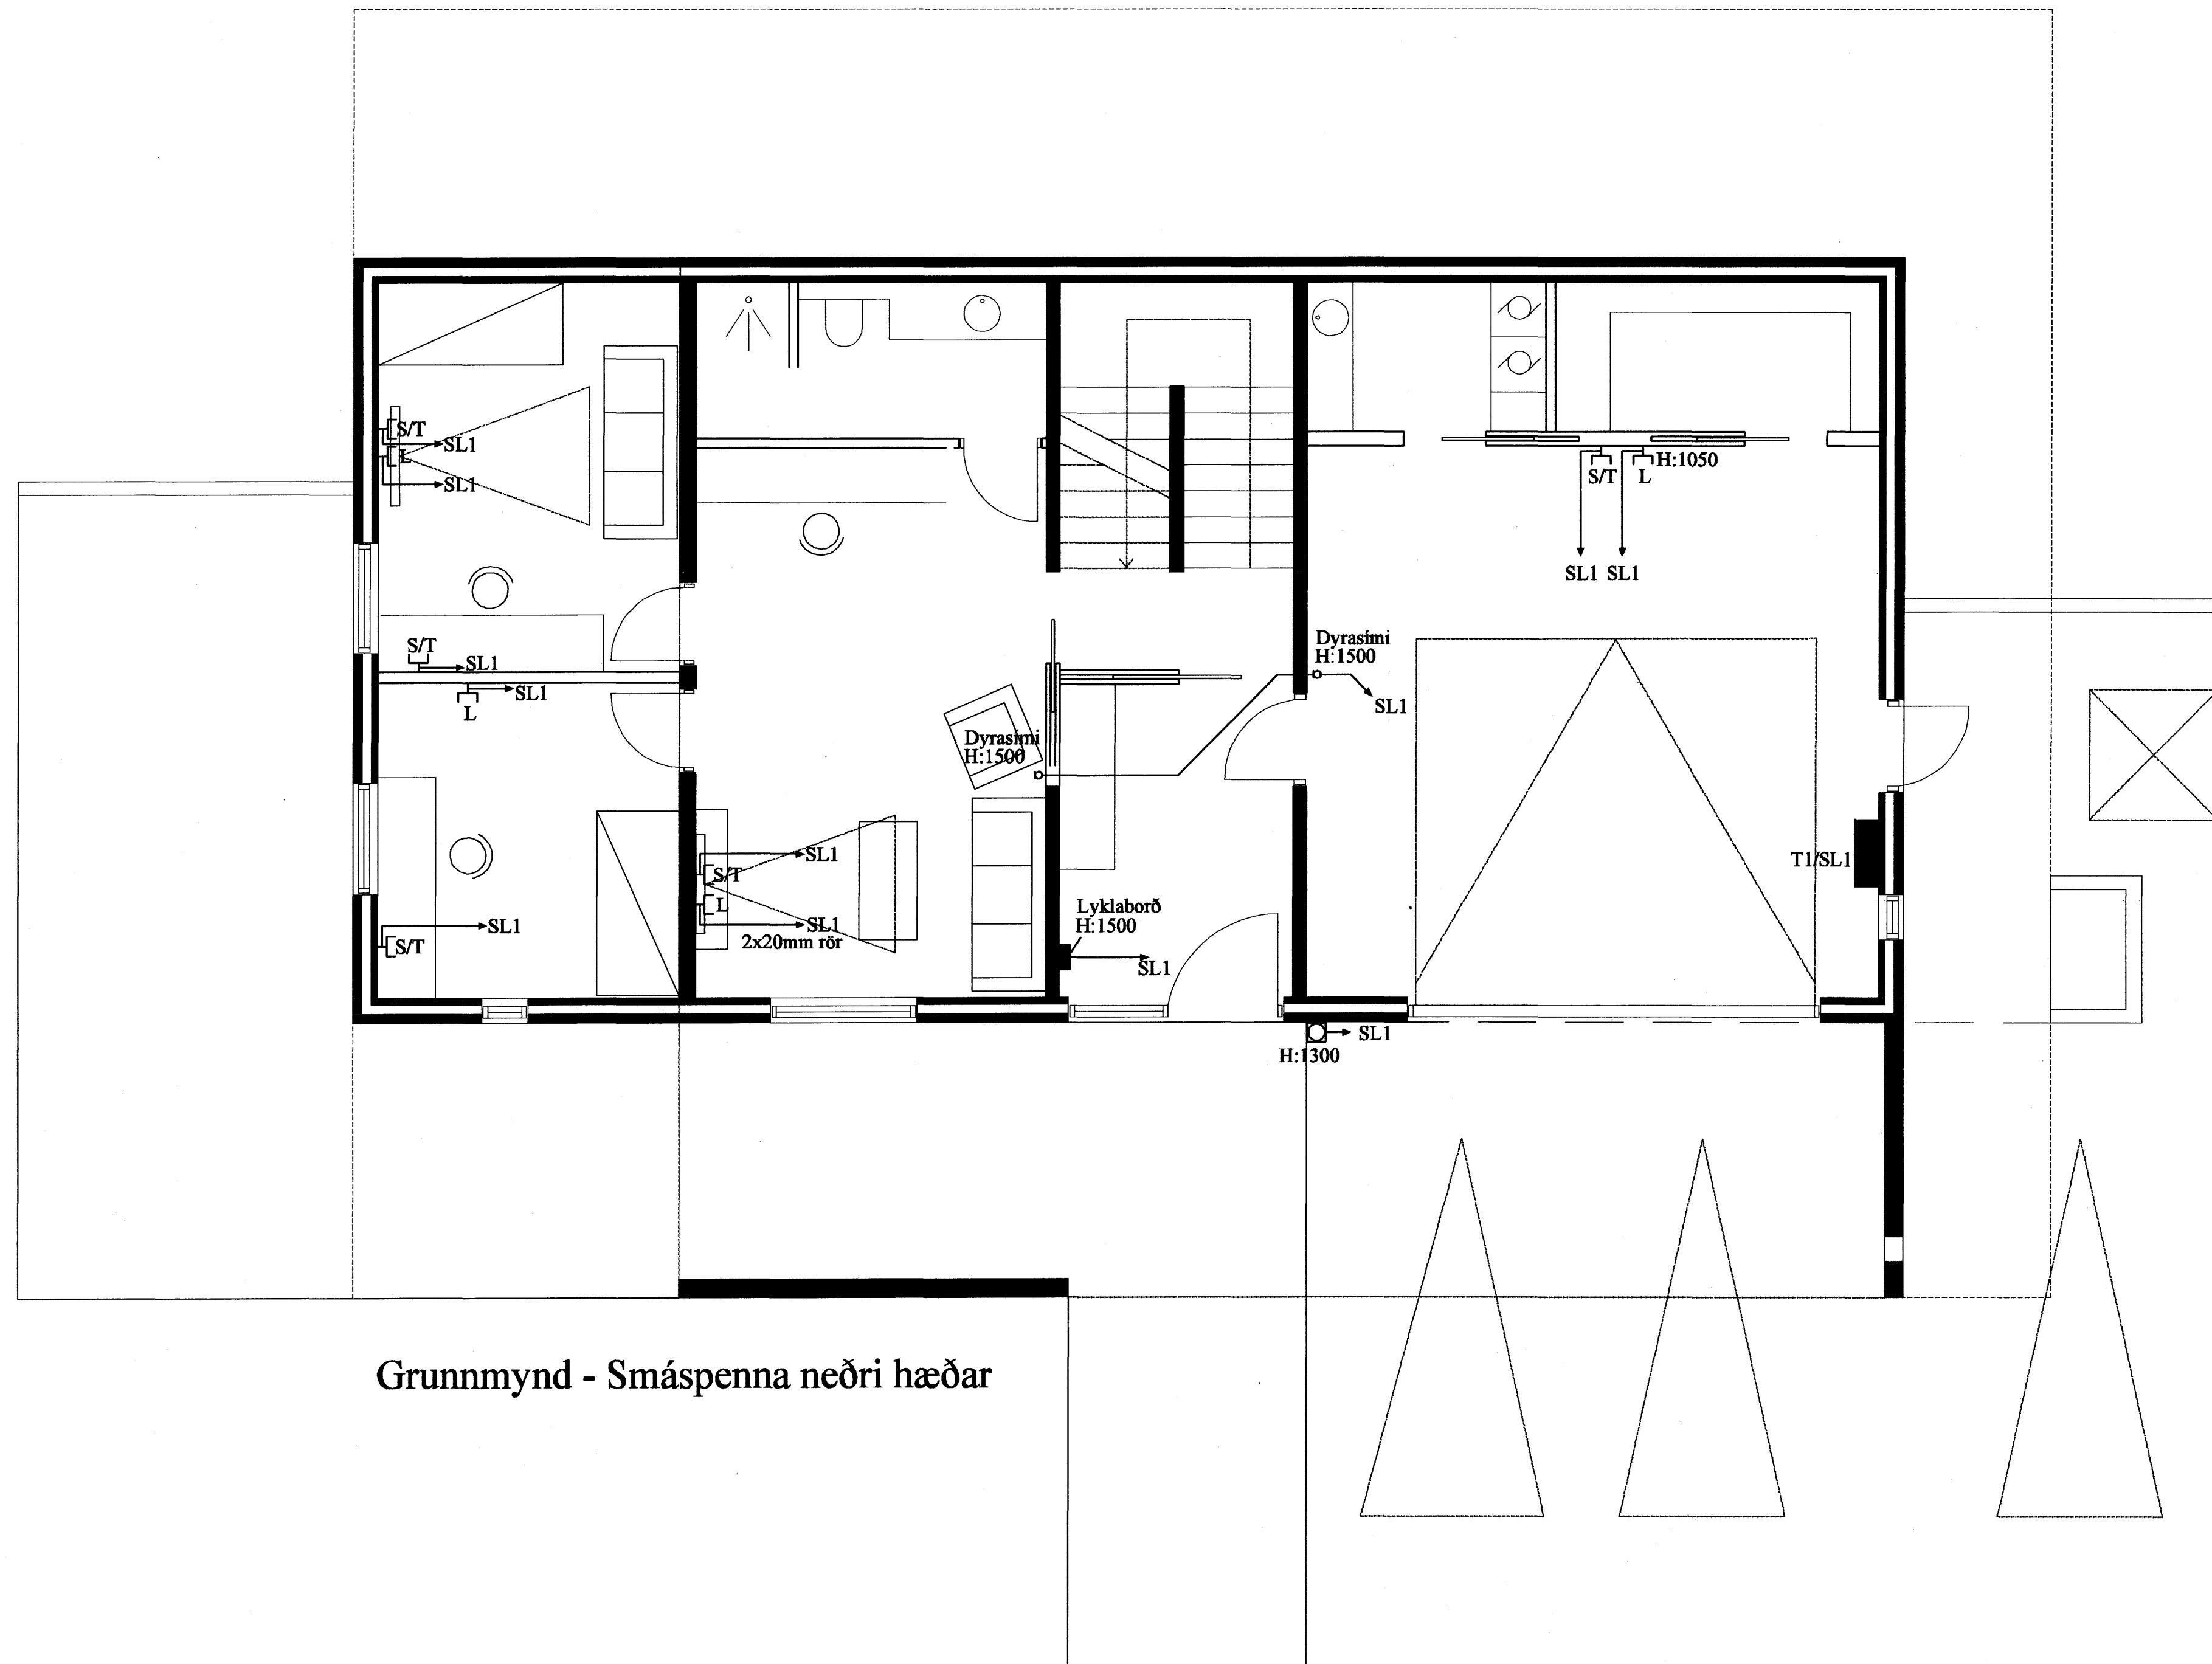 S/T
SL1
L
SL1
S/T
SL1
SL1
L
S/T
SL1
Dyrasími
H:1500
SL1
S/T
L
SL1
2x20mm rör
Lyklaborð
H:1500
SL1
Dyrasími
H:1500
SL1
S/T
L
H:1050
SL1
SL1
T1/SL1
SL1
H:1300
Grunnmynd - Smáspenna neðri hæðar